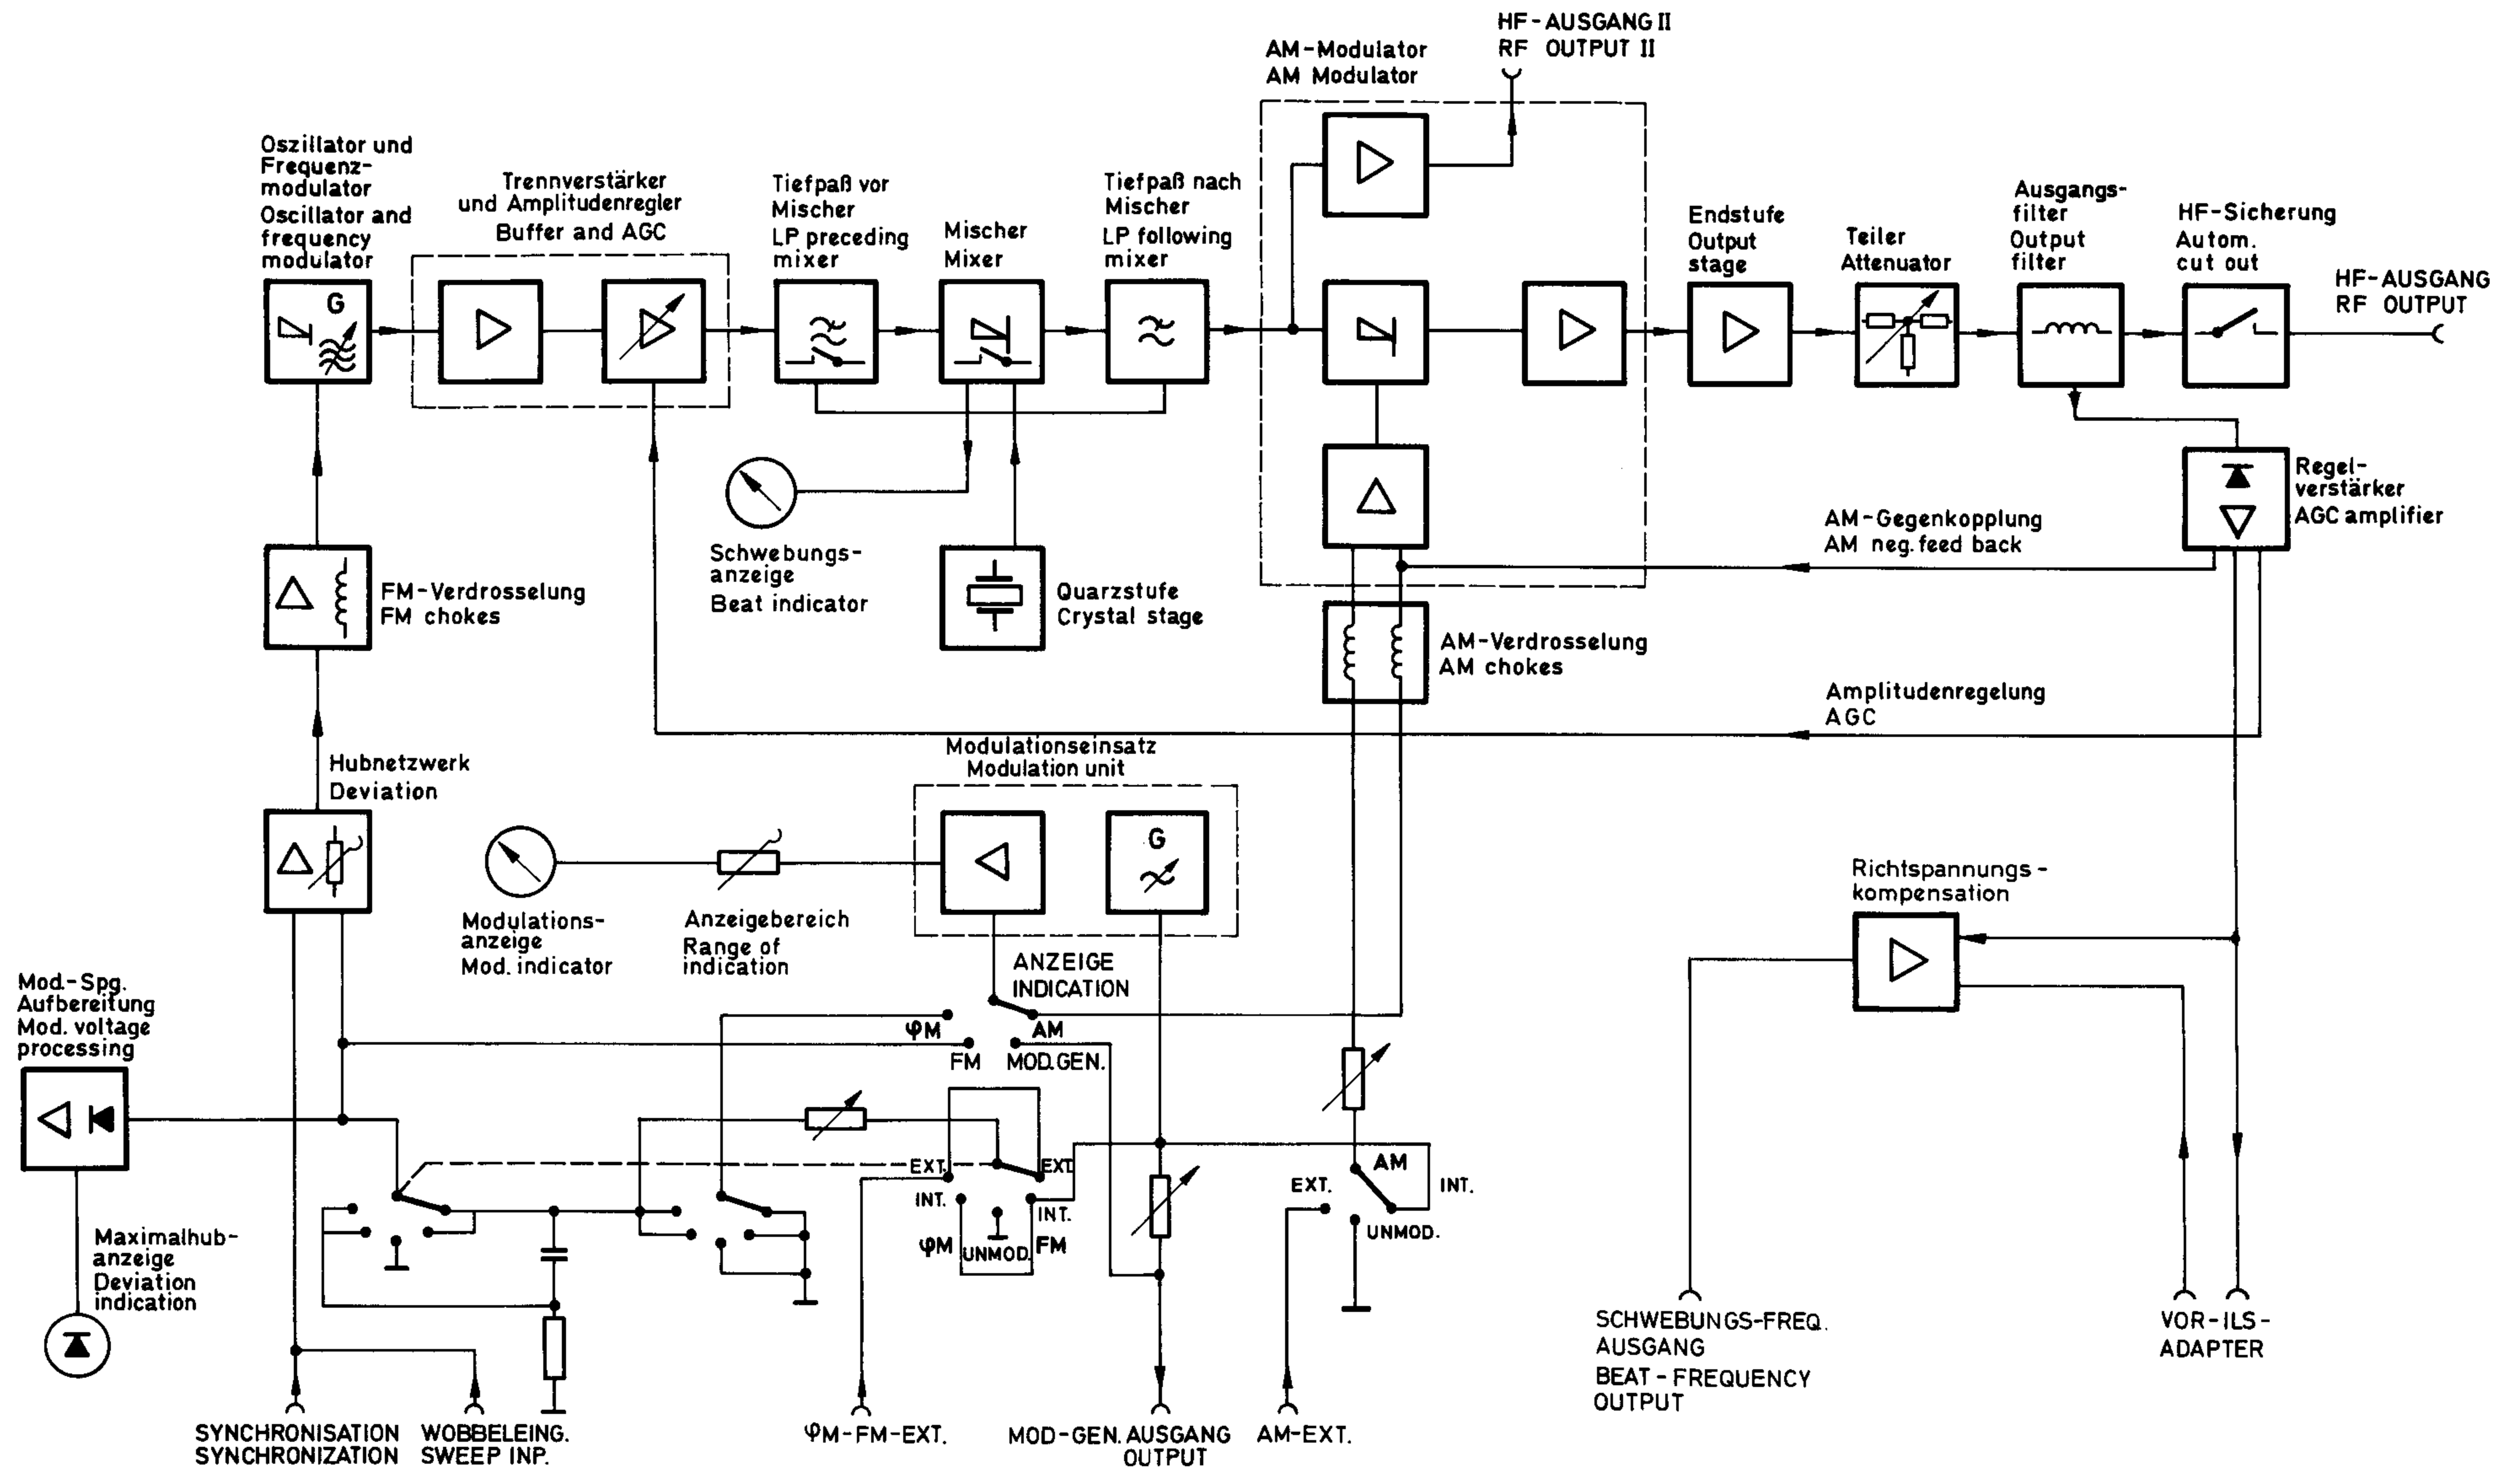 HF-AUSGANG II
RF OUTPUT II
AM-Modulator
AM Modulator
Oszillator und
Frequenz-
modulator
Oscillator and
frequency
modulator
G
Trennverstärker
und Amplitudenregler
Buffer and AGC
Tiefpaß vor
Mischer
LP preceding
mixer
Mischer
Mixer
Tiefpaß nach
Mischer
LP following
mixer
Endstufe
Output
stage
Teiler
Attenuator
Ausgangs-
filter
Output
filter
HF-Sicherung
Autom.
cut out
HF-AUSGANG
RF OUTPUT
Regel-
verstärker
AGC amplifier
AM-Gegenkopplung
AM neg. feed back
Schwebungs-
anzeige
Beat indicator
Quarzstufe
Crystal stage
FM-Verdrosselung
FM chokes
AM-Verdrosselung
AM chokes
Amplitudenregelung
AGC
Hubnetzwerk
Deviation
Modulationseinsatz
Modulation unit
G
Modulations-
anzeige
Mod. indicator
Anzeigebereich
Range of
indication
ANZEIGE
INDICATION
φM
AM
FM
MOD.GEN.
Richtspannungs-
kompensation
Mod.-Spg.
Aufbereitung
Mod. voltage
processing
EXT.
EXT.
INT.
INT.
φM
UNMOD.
FM
AM
EXT.
INT.
UNMOD.
Maximalhub-
anzeige
Deviation
indication
SCHWEBUNGS-FREQ.
AUSGANG
BEAT-FREQUENCY
OUTPUT
VOR-ILS-
ADAPTER
SYNCHRONISATION
SYNCHRONIZATION
WOBBELEING.
SWEEP INP.
φM-FM-EXT.
MOD-GEN. AUSGANG
OUTPUT
AM-EXT.